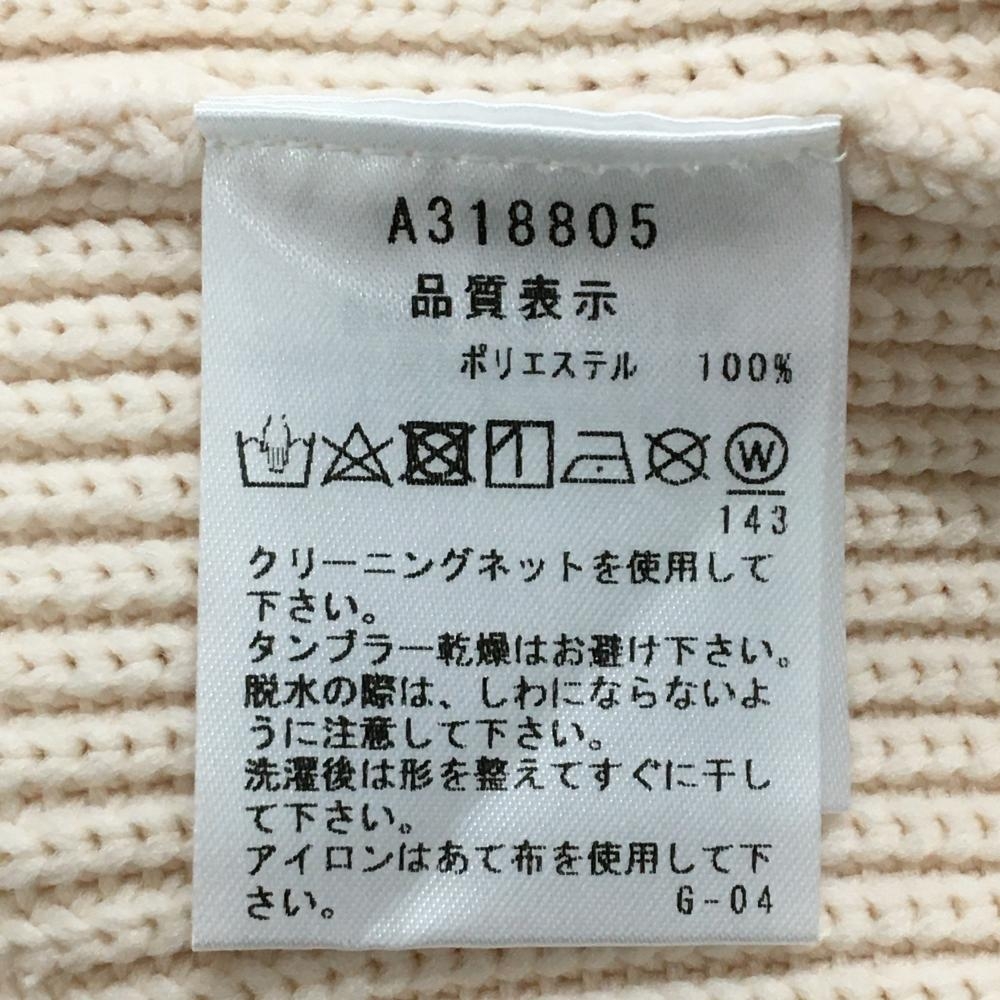 A318805
品質表示
ポリエステル 100%
W
143
クリーニングネットを使用して
下さい。
タンブラー乾燥はお避け下さい。
脱水の際は、しわにならないよ
うに注意して下さい。
洗濯後は形を整えてすぐに干し
て下さい。
アイロンはあて布を使用して下
さい。 G-04